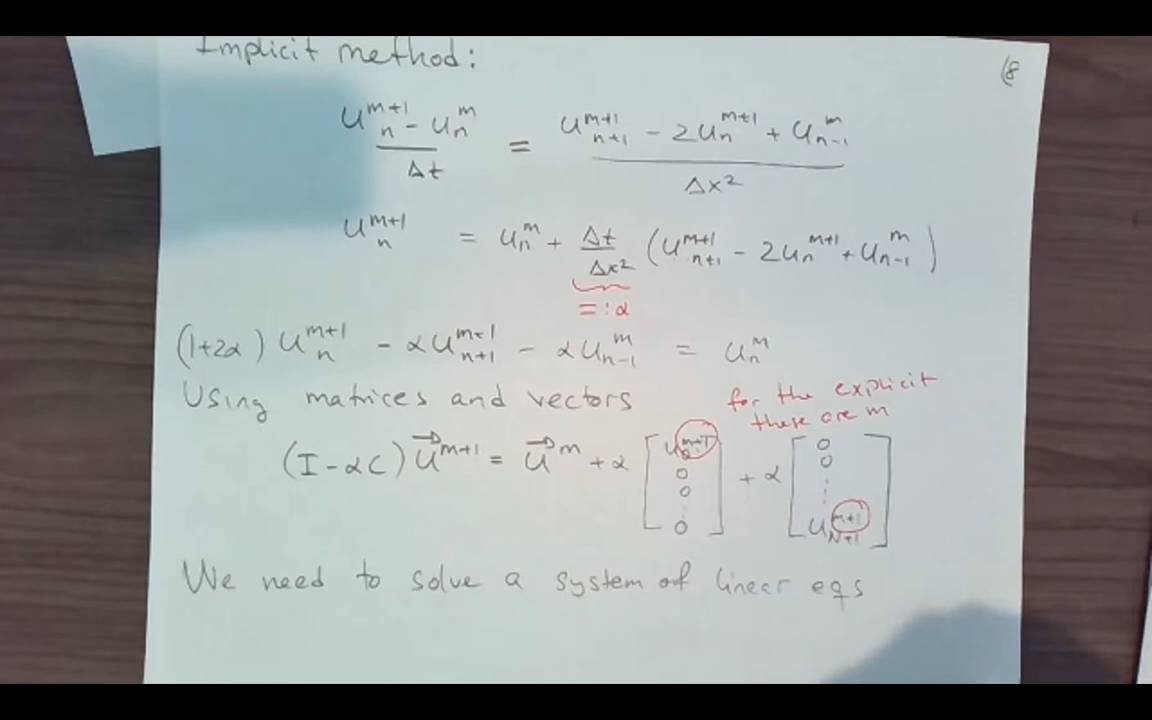 Implicit method:
(8
u_n^{m+1} - u_n^m / Δt = u_{n+1}^{m+1} - 2u_n^{m+1} + u_{n-1}^m / Δx²
u_n^{m+1} = u_n^m + Δt/Δx² (u_{n+1}^{m+1} - 2u_n^{m+1} + u_{n-1}^m)
=:α
(1+2α) u_n^{m+1} - αu_{n+1}^{m+1} - αu_{n-1}^m = u_n^m
Using matrices and vectors
for the explicit
these are m
(I-αC) u⃗^{m+1} = u⃗^m + α [u_0^{m+1} 0 0 ⋮ 0] + α [0 0 ⋮ u_{N+1}^{m+1}]
We need to solve a system of linear eqs